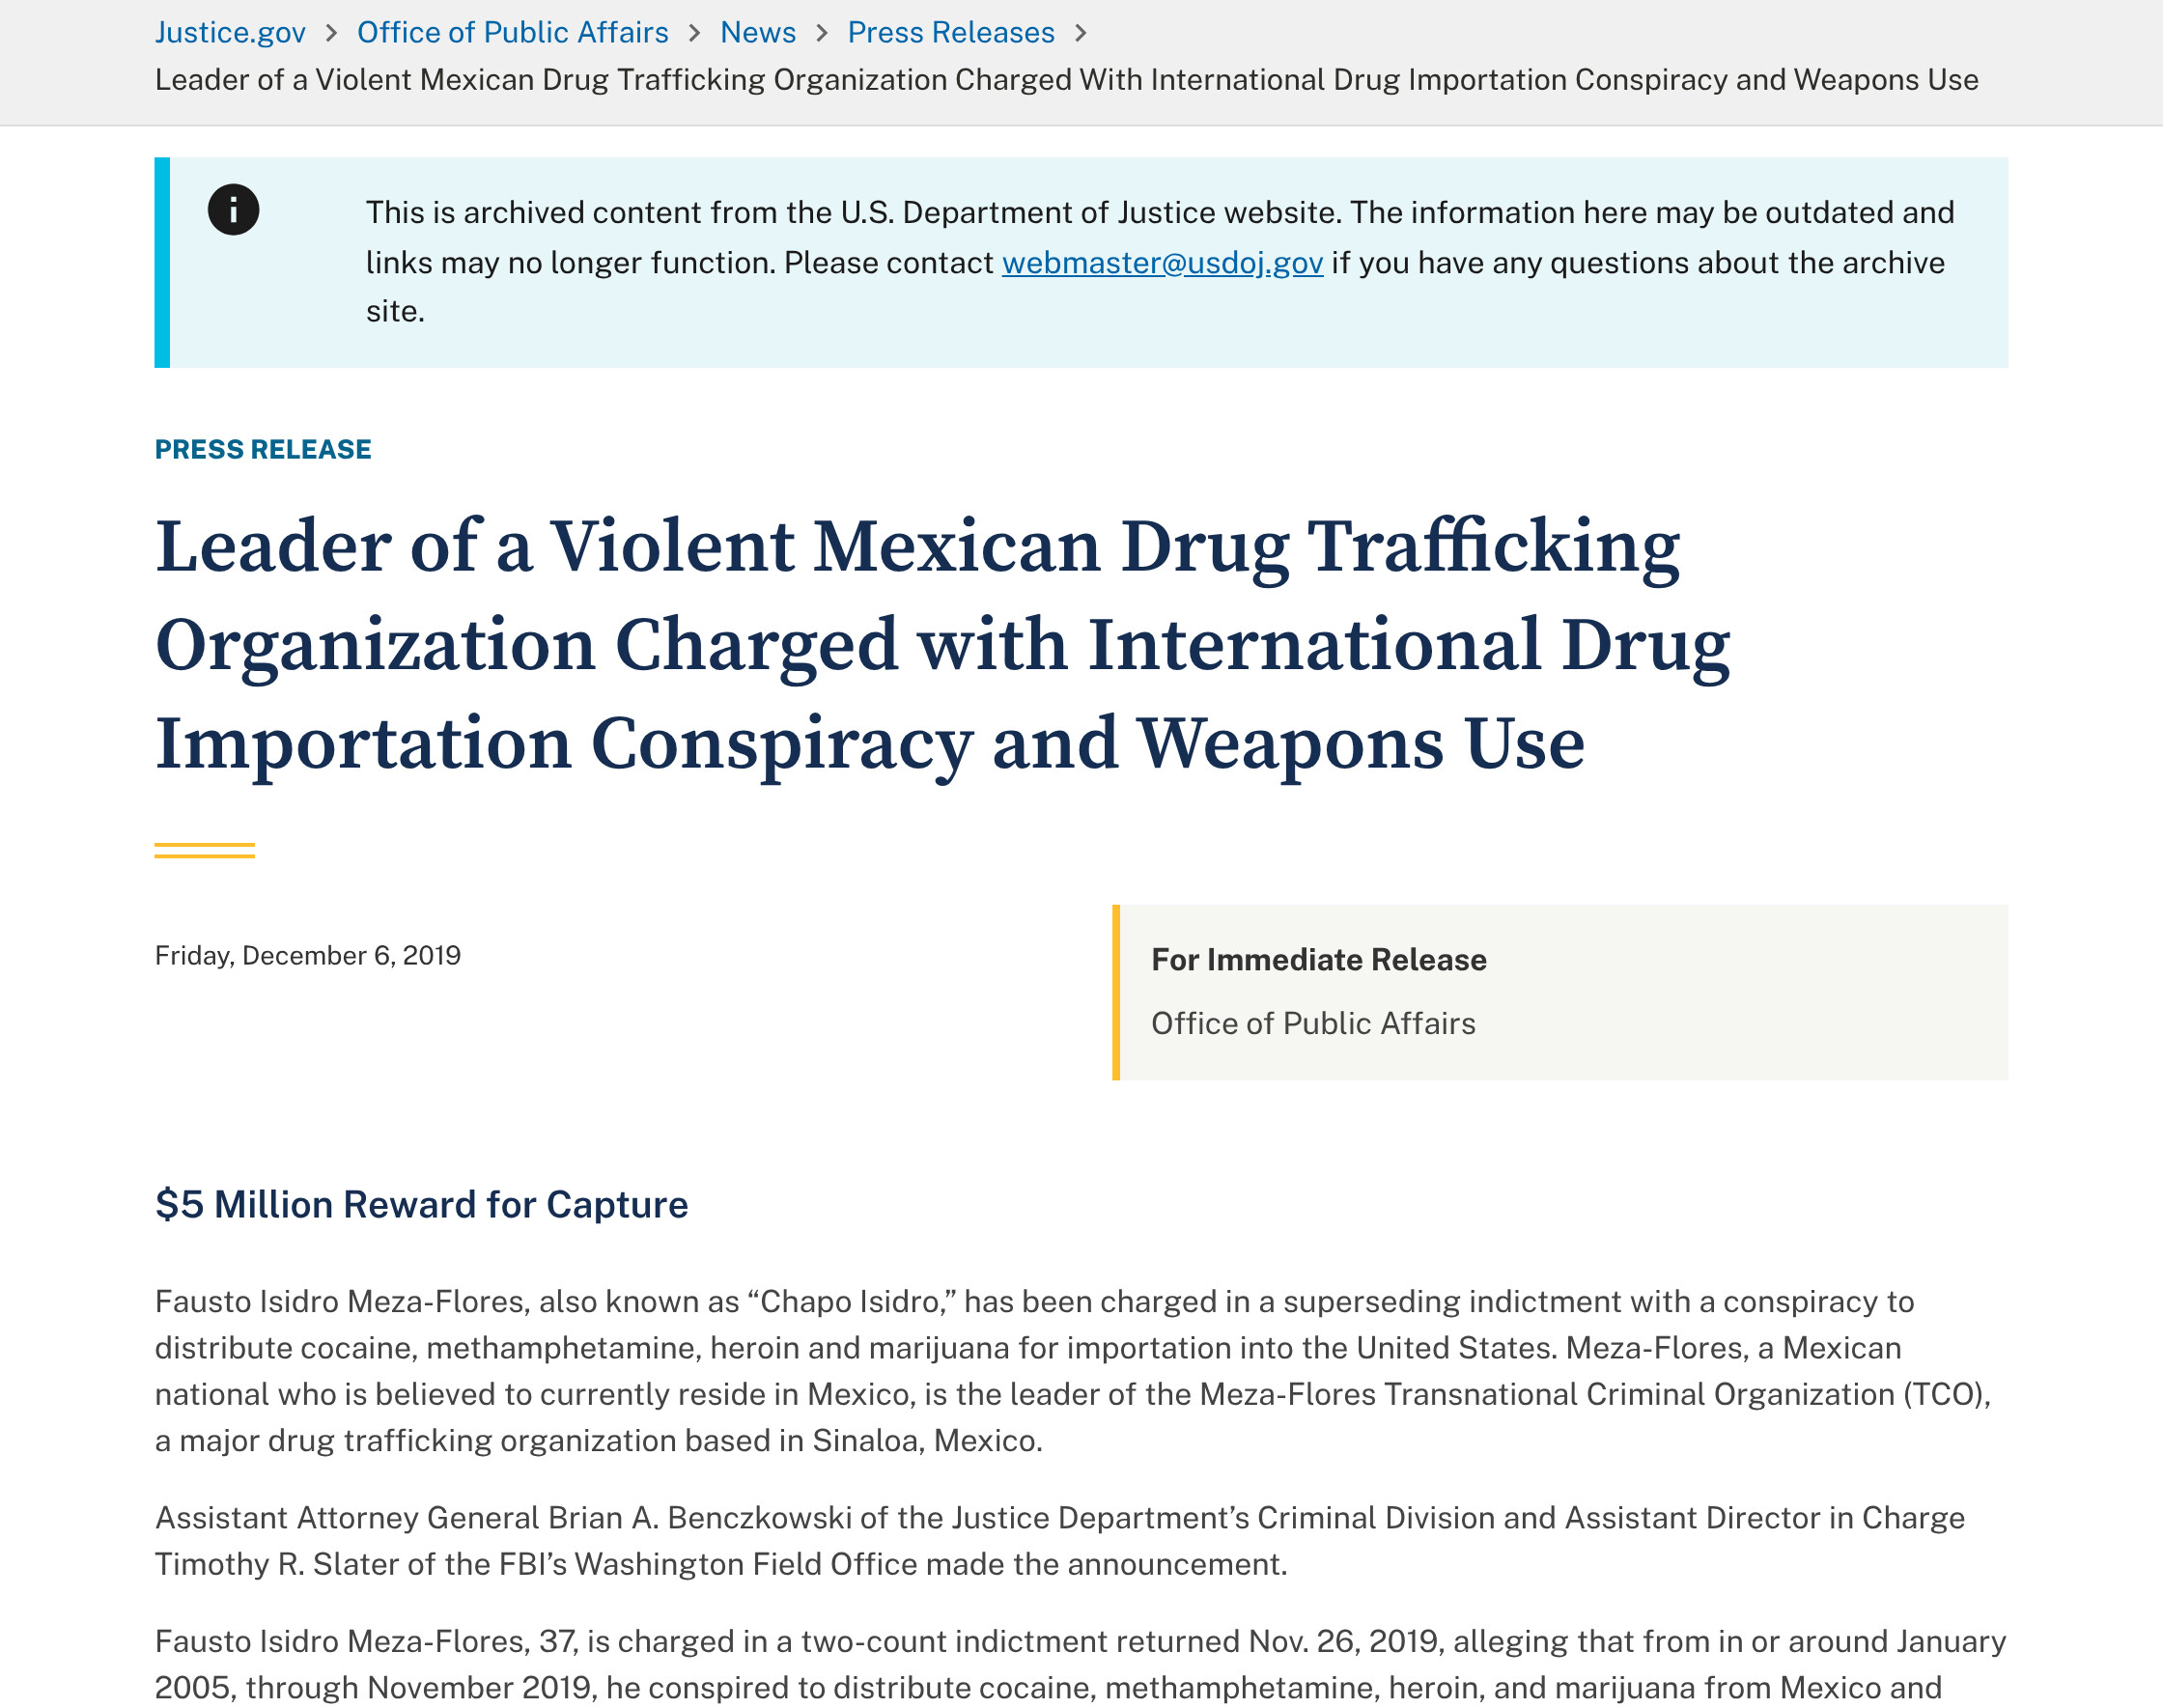 Justice.gov > Office of Public Affairs > News > Press Releases >
Leader of a Violent Mexican Drug Trafficking Organization Charged With International Drug Importation Conspiracy and Weapons Use
This is archived content from the U.S. Department of Justice website. The information here may be outdated and
links may no longer function. Please contact webmaster@usdoj.gov if you have any questions about the archive
site.
PRESS RELEASE
Leader of a Violent Mexican Drug Trafficking
Organization Charged with International Drug
Importation Conspiracy and Weapons Use
Friday, December 6, 2019
For Immediate Release
Office of Public Affairs
$5 Million Reward for Capture
Fausto Isidro Meza-Flores, also known as “Chapo Isidro,” has been charged in a superseding indictment with a conspiracy to
distribute cocaine, methamphetamine, heroin and marijuana for importation into the United States. Meza-Flores, a Mexican
national who is believed to currently reside in Mexico, is the leader of the Meza-Flores Transnational Criminal Organization (TCO),
a major drug trafficking organization based in Sinaloa, Mexico.
Assistant Attorney General Brian A. Benczkowski of the Justice Department’s Criminal Division and Assistant Director in Charge
Timothy R. Slater of the FBI’s Washington Field Office made the announcement.
Fausto Isidro Meza-Flores, 37, is charged in a two-count indictment returned Nov. 26, 2019, alleging that from in or around January
2005, through November 2019, he conspired to distribute cocaine, methamphetamine, heroin, and marijuana from Mexico and